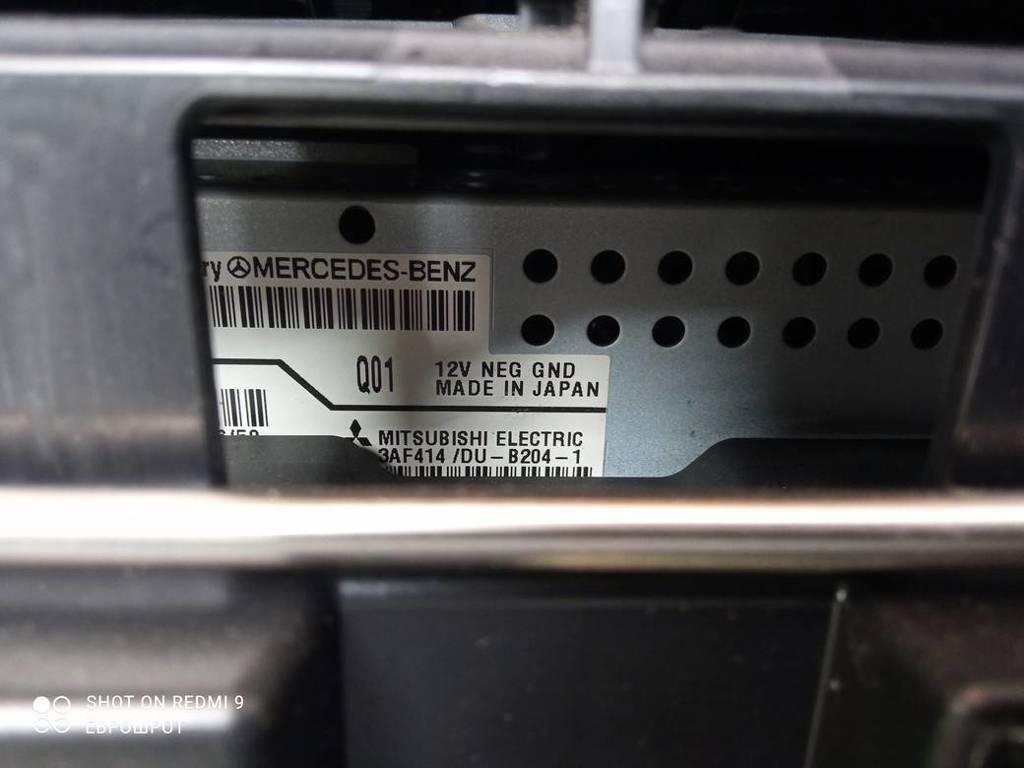 ry MERCEDES-BENZ
Q01
12V NEG GND
MADE IN JAPAN
MITSUBISHI ELECTRIC
3AF414/DU-B204-1
SHOT ON REDMI 9
ЕВРОШРОТ